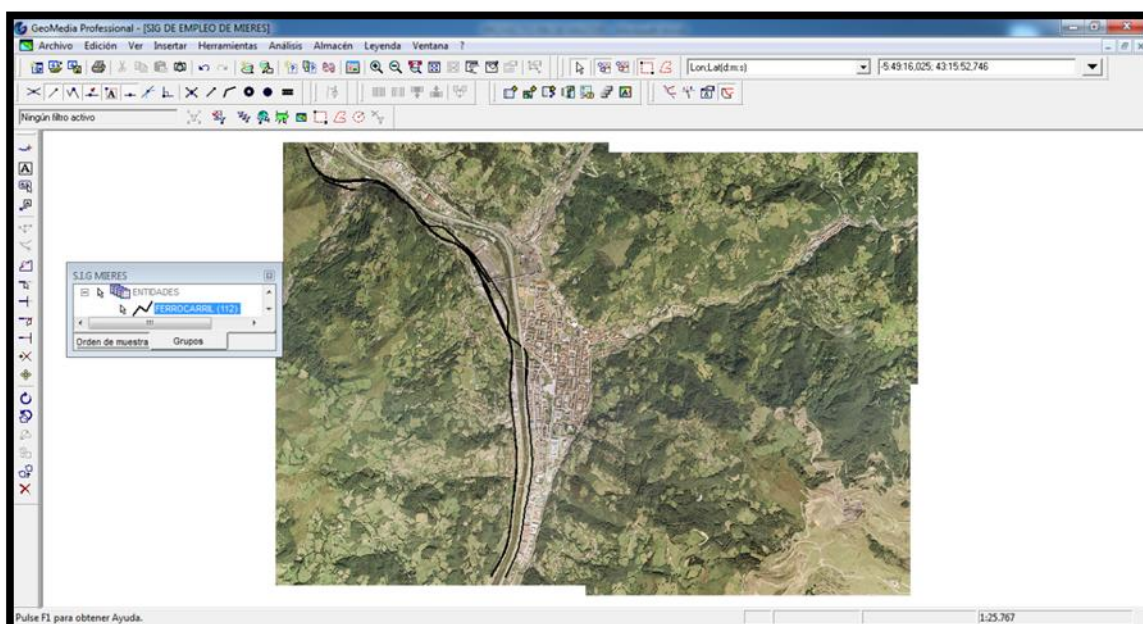 GeoMedia Professional - [SIG DE EMPLEO DE MIERES]
Archivo Edición Ver Insertar Herramientas Análisis Almacén Leyenda Ventana ?
Lon;Lat(d:m:s) -5:49:16,025; 43:15:52,746
Ningún filtro activo
S.I.G MIERES
ENTIDADES
FERROCARRIL (112)
Orden de muestra Grupos
Pulse F1 para obtener Ayuda. 1:25.767